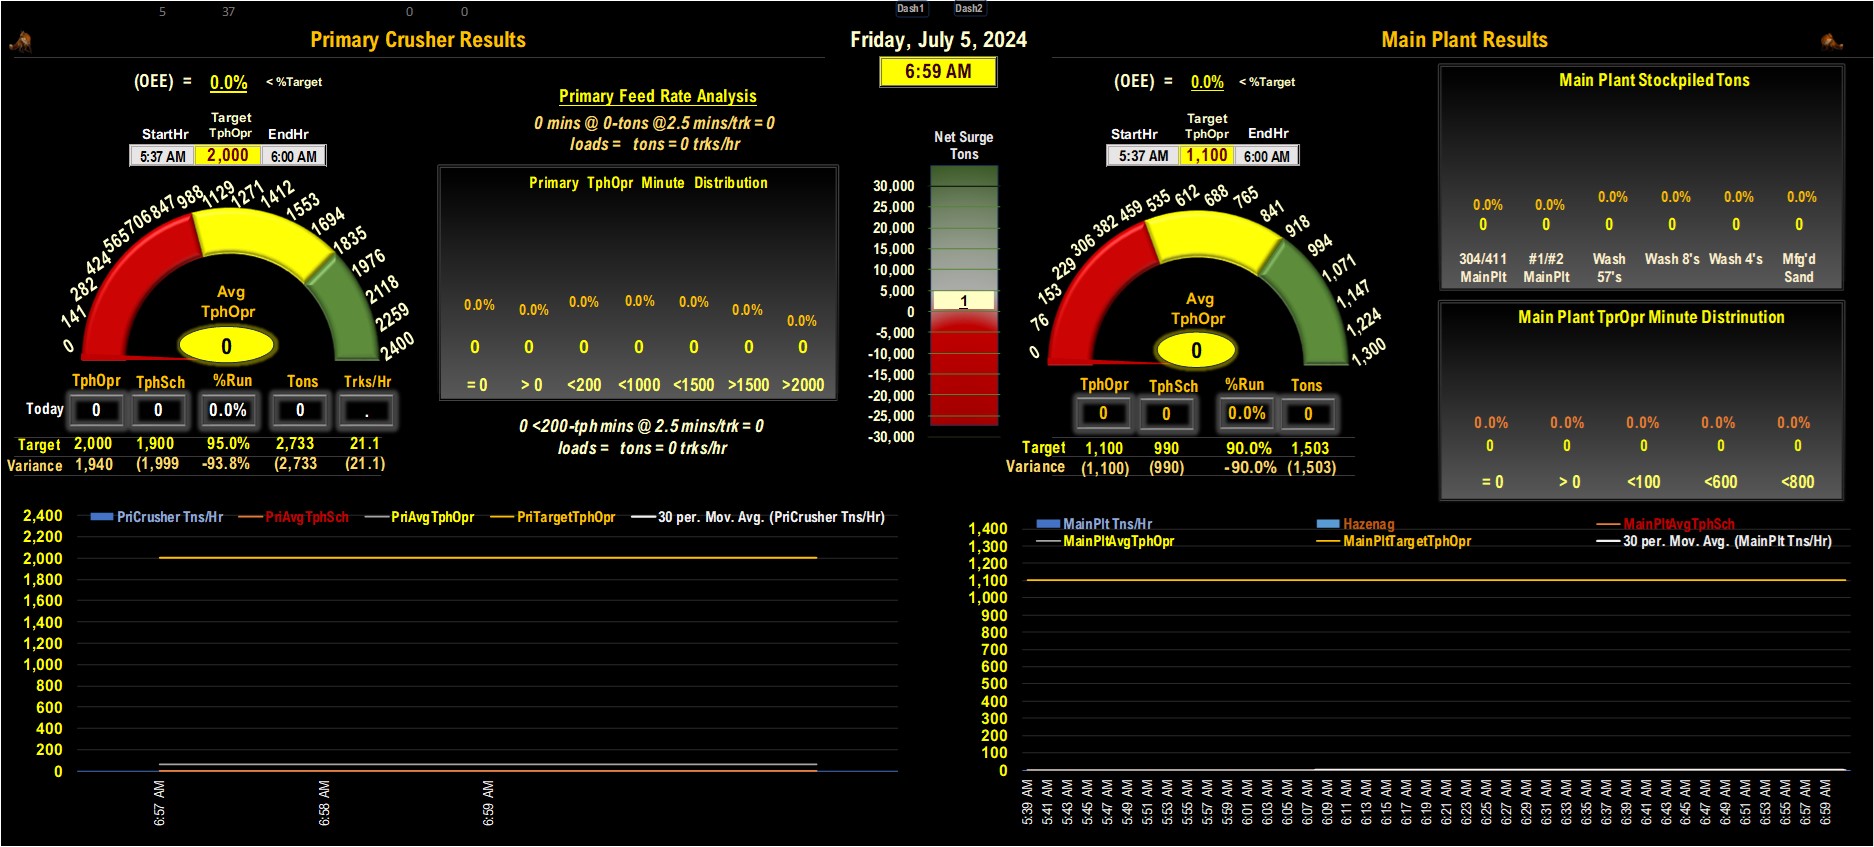 5 37 0 0 Dash1 Dash2
Primary Crusher Results
Friday, July 5, 2024
6:59 AM
Main Plant Results
(OEE) = 0.0% < %Target
Target
StartHr TphOpr EndHr
5:37 AM 2,000 6:00 AM
0 141 282 424 565 706 847 988 1129 1271 1412 1553 1694 1835 1976 2118 2259 2400
Avg
TphOpr
0
TphOpr TphSch %Run Tons Trks/Hr
Today 0 0 0.0% 0 .
Target 2,000 1,900 95.0% 2,733 21.1
Variance 1,940 (1,999 -93.8% (2,733 (21.1)
Primary Feed Rate Analysis
0 mins @ 0-tons @2.5 mins/trk = 0
loads = tons = 0 trks/hr
Primary TphOpr Minute Distribution
0.0% 0.0% 0.0% 0.0% 0.0% 0.0% 0.0%
0 0 0 0 0 0 0
= 0 > 0 <200 <1000 <1500 >1500 >2000
0 <200-tph mins @ 2.5 mins/trk = 0
loads = tons = 0 trks/hr
Net Surge
Tons
30,000
25,000
20,000
15,000
10,000
5,000
1
0
-5,000
-10,000
-15,000
-20,000
-25,000
-30,000
(OEE) = 0.0% < %Target
Target
StartHr TphOpr EndHr
5:37 AM 1,100 6:00 AM
0 76 153 229 306 382 459 535 612 688 765 841 918 994 1,071 1,147 1,224 1,300
Avg
TphOpr
0
TphOpr TphSch %Run Tons
0 0 0.0% 0
Target 1,100 990 90.0% 1,503
Variance (1,100) (990) -90.0% (1,503)
Main Plant Stockpiled Tons
0.0% 0.0% 0.0% 0.0% 0.0% 0.0%
0 0 0 0 0 0
304/411 #1/#2 Wash Wash 8's Wash 4's Mfg'd
MainPlt MainPlt 57's Sand
Main Plant TprOpr Minute Distrinution
0.0% 0.0% 0.0% 0.0% 0.0%
0 0 0 0 0
= 0 > 0 <100 <600 <800
PriCrusher Tns/Hr PriAvgTphSch PriAvgTphOpr PriTargetTphOpr 30 per. Mov. Avg. (PriCrusher Tns/Hr)
2,400
2,200
2,000
1,800
1,600
1,400
1,200
1,000
800
600
400
200
0
6:57 AM 6:58 AM 6:59 AM
MainPlt Tns/Hr Hazenag MainPltAvgTphSch
MainPltAvgTphOpr MainPltTargetTphOpr 30 per. Mov. Avg. (MainPlt Tns/Hr)
1,400
1,300
1,200
1,100
1,000
900
800
700
600
500
400
300
200
100
0
5:39 AM 5:41 AM 5:43 AM 5:45 AM 5:47 AM 5:49 AM 5:51 AM 5:53 AM 5:55 AM 5:57 AM 5:59 AM 6:01 AM 6:03 AM 6:05 AM 6:07 AM 6:09 AM 6:11 AM 6:13 AM 6:15 AM 6:17 AM 6:19 AM 6:21 AM 6:23 AM 6:25 AM 6:27 AM 6:29 AM 6:31 AM 6:33 AM 6:35 AM 6:37 AM 6:39 AM 6:41 AM 6:43 AM 6:45 AM 6:47 AM 6:49 AM 6:51 AM 6:53 AM 6:55 AM 6:57 AM 6:59 AM